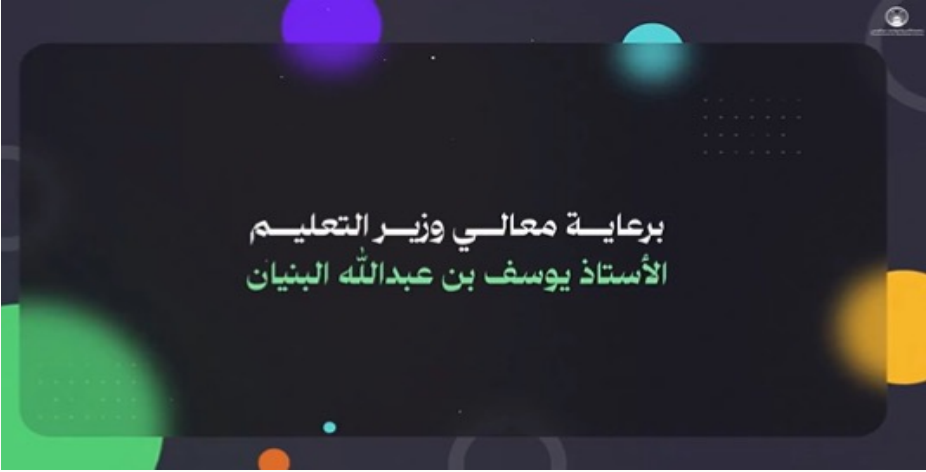 برعاية معالي وزير التعليم
الأستاذ يوسف بن عبدالله البنيان